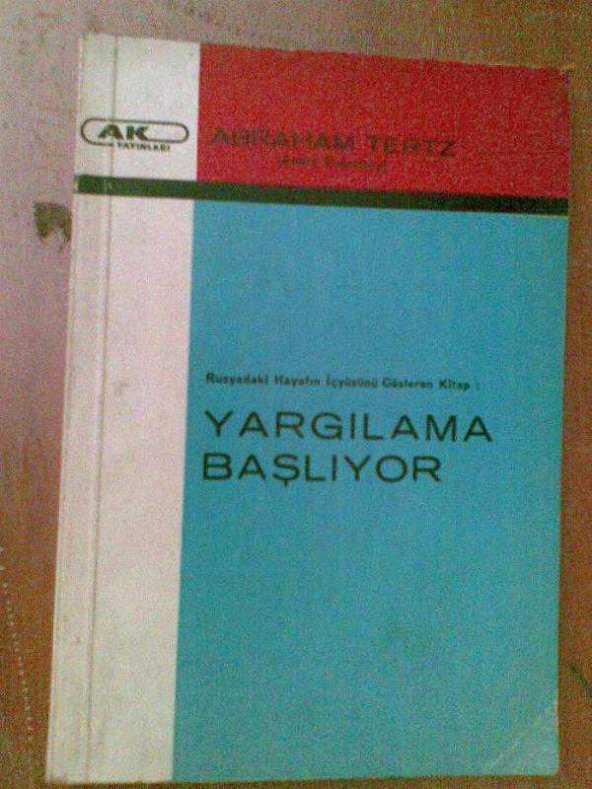 AK
YAYINLARI
ABRAHAM TERTZ
Rusyadaki Hayatın İçyüzünü Gösteren Kitap :
YARGILAMA
BAŞLIYOR